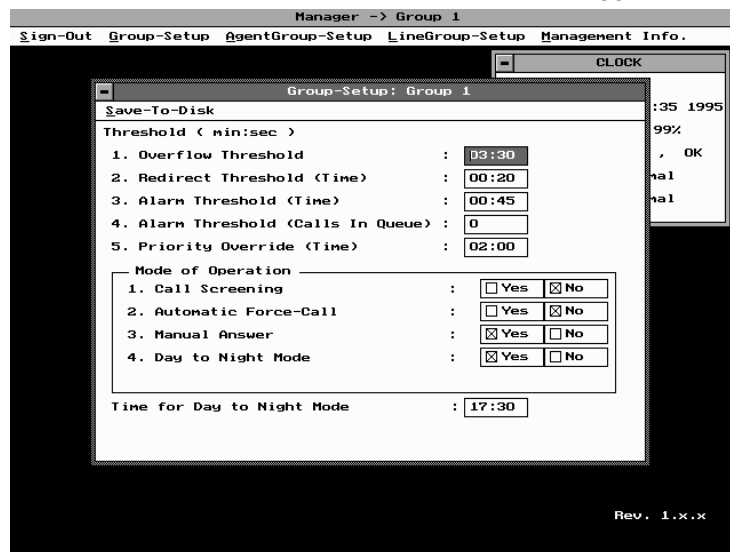 Manager -> Group 1
Sign-Out Group-Setup AgentGroup-Setup LineGroup-Setup Management Info.
CLOCK
Group-Setup: Group 1
:35 1995
Save-To-Disk
99%
Threshold ( min:sec )
, OK
1. Overflow Threshold : 03:30
2. Redirect Threshold (Time) : 00:20
3. Alarm Threshold (Time) : 00:45
4. Alarm Threshold (Calls In Queue) : 0
5. Priority Override (Time) : 02:00
Mode of Operation
1. Call Screening : Yes No
2. Automatic Force-Call : Yes No
3. Manual Answer : Yes No
4. Day to Night Mode : Yes No
Time for Day to Night Mode : 17:30
Rev. 1.x.x